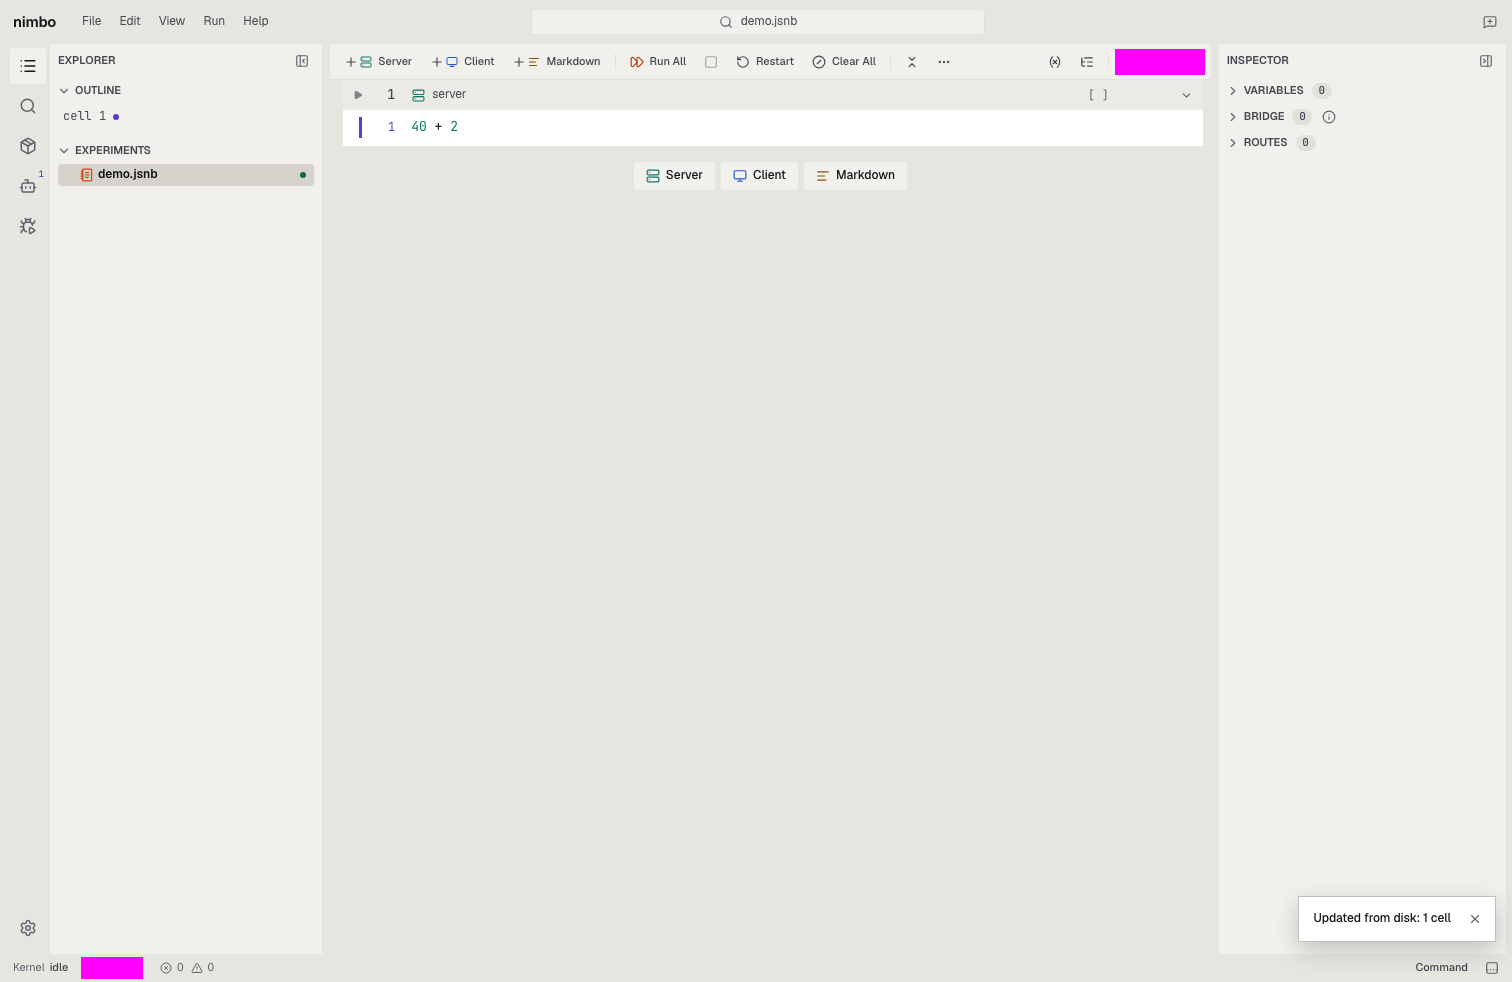 nimbo File Edit View Run Help demo.jsnb
EXPLORER
OUTLINE
cell 1
EXPERIMENTS
demo.jsnb
1
Server Client Markdown Run All Restart Clear All
1 server [ ]
1 40 + 2
Server Client Markdown
INSPECTOR
VARIABLES 0
BRIDGE 0
ROUTES 0
Updated from disk: 1 cell
Kernel idle 0 0 Command